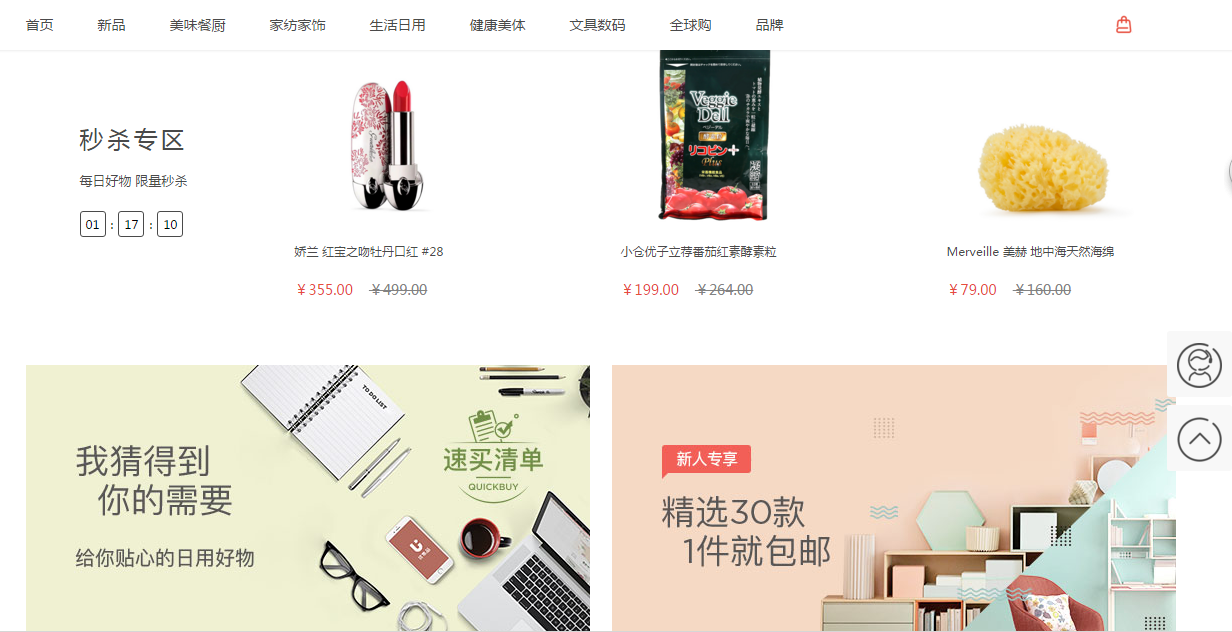 首页 新品 美味餐厨 家纺家饰 生活日用 健康美体 文具数码 全球购 品牌
秒杀专区
每日好物 限量秒杀
01 : 17 : 10
Veggie
Dell
ベジーデル
リコピン+
Plus
娇兰 红宝之吻牡丹口红 #28
￥355.00 ￥499.00
小仓优子立荐番茄红素酵素粒
￥199.00 ￥264.00
Merveille 美赫 地中海天然海绵
￥79.00 ￥160.00
我猜得到
你的需要
给你贴心的日用好物
TO DO LIST
速买清单
QUICKBUY
新人专享
精选30款
1件就包邮